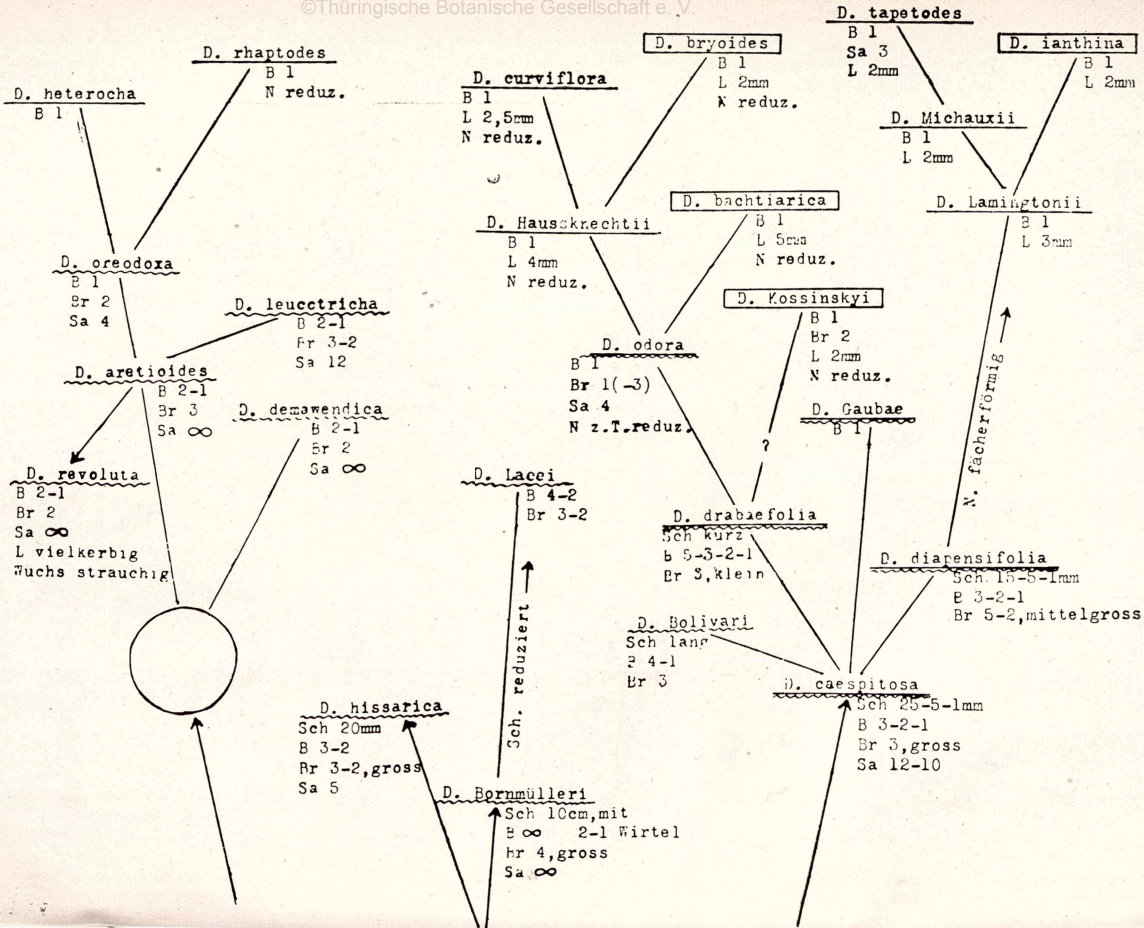 ©Thüringische Botanische Gesellschaft e. V.
D. heterocha
B 1
D. rhaptodes
B 1
N reduz.
D. oreodoxa
B 1
Br 2
Sa 4
D. leucotricha
B 2-1
Br 3-2
Sa 12
D. aretioides
B 2-1
Br 3
Sa ∞
D. demawendica
B 2-1
Br 2
Sa ∞
D. revoluta
B 2-1
Br 2
Sa ∞
L vielkerbig
Wuchs strauchig
D. hissarica
Sch 20mm
B 3-2
Br 3-2,gross
Sa 5
D. Lacei
B 4-2
Br 3-2
Sch. reduziert
D. Bornmülleri
Sch 10cm,mit
B ∞ 2-1 Wirtel
Br 4,gross
Sa ∞
D. curviflora
B 1
L 2,5mm
N reduz.
D. bryoides
B 1
L 2mm
N reduz.
D. Haussknechtii
B 1
L 4mm
N reduz.
D. bachtiarica
B 1
L 5mm
N reduz.
D. odora
B 1
Br 1(-3)
Sa 4
N z.T.reduz.
D. Kossinskyi
B 1
Br 2
L 2mm
N reduz.
?
D. drabaefolia
Sch kurz
B 5-3-2-1
Br 3,klein
D. Gaubae
B 1
D. Bolivari
Sch lang
B 4-1
Br 3
D. caespitosa
Sch 25-5-1mm
B 3-2-1
Br 3,gross
Sa 12-10
D. tapetodes
B 1
Sa 3
L 2mm
D. ianthina
B 1
L 2mm
D. Michauxii
B 1
L 2mm
D. Lamingtonii
B 1
L 3mm
N. fächerförmig
D. diapensifolia
Sch. 15-5-1mm
B 3-2-1
Br 5-2,mittelgross